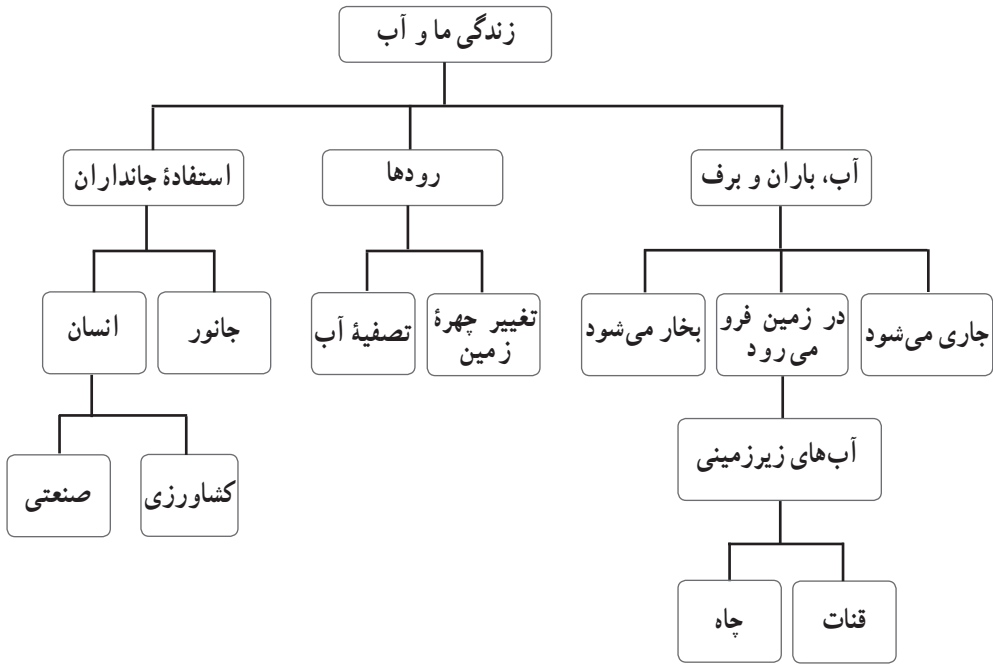 زندگی ما و آب
آب، باران و برف
رودها
استفادهٔ جانداران
جاری می‌شود
در زمین فرو
می‌رود
بخار می‌شود
تغییر چهرهٔ
زمین
تصفیهٔ آب
جانور
انسان
آب‌های زیرزمینی
کشاورزی
صنعتی
قنات
چاه